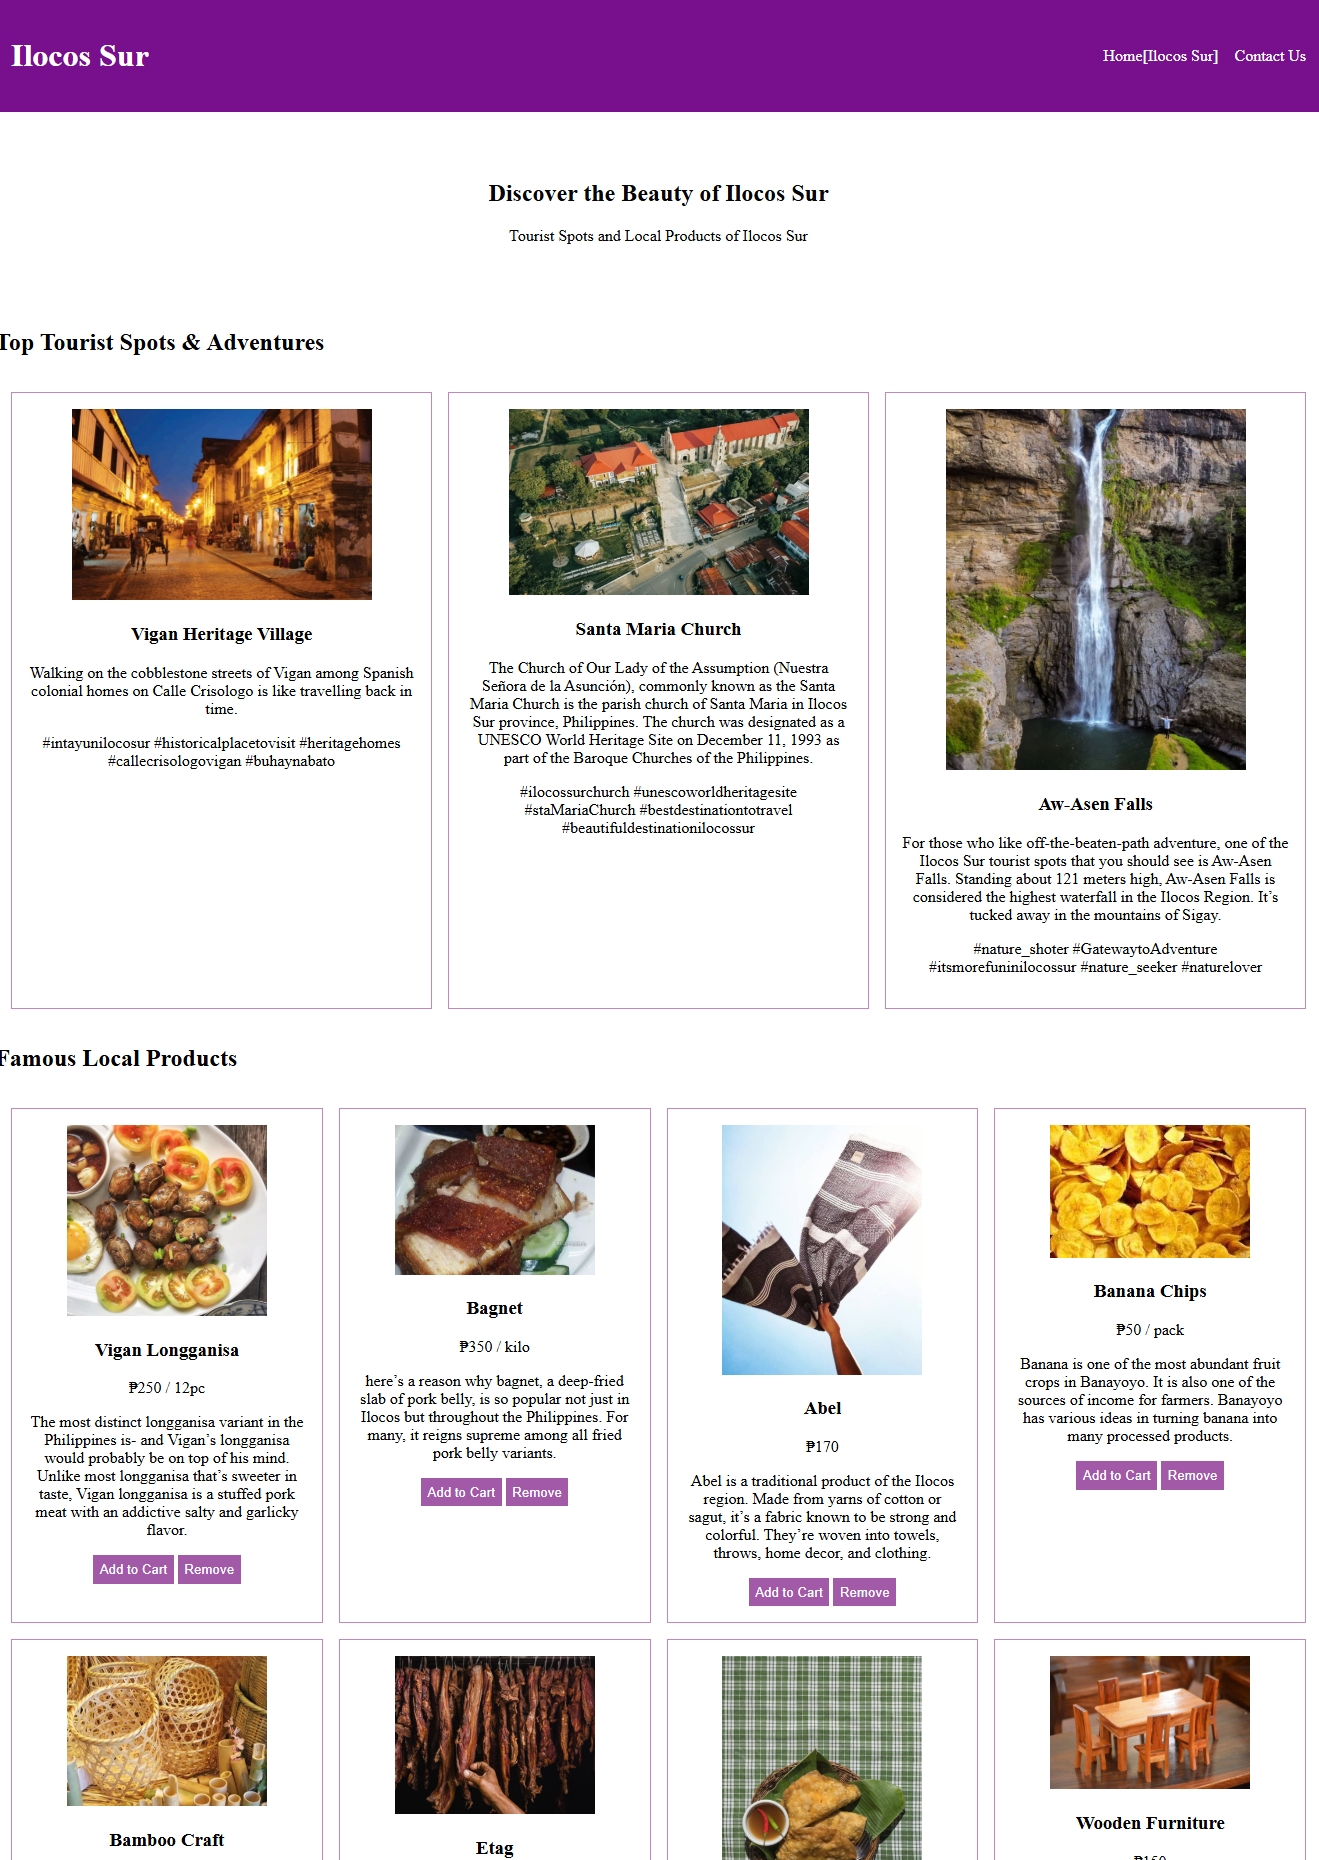 Ilocos Sur
Home[Ilocos Sur] Contact Us
Discover the Beauty of Ilocos Sur
Tourist Spots and Local Products of Ilocos Sur
Top Tourist Spots & Adventures
Vigan Heritage Village
Walking on the cobblestone streets of Vigan among Spanish
colonial homes on Calle Crisologo is like travelling back in
time.
#intayunilocosur #historicalplacetovisit #heritagehomes
#callecrisologovigan #buhaynabato
Santa Maria Church
The Church of Our Lady of the Assumption (Nuestra
Señora de la Asunción), commonly known as the Santa
Maria Church is the parish church of Santa Maria in Ilocos
Sur province, Philippines. The church was designated as a
UNESCO World Heritage Site on December 11, 1993 as
part of the Baroque Churches of the Philippines.
#ilocossurchurch #unescoworldheritagesite
#staMariaChurch #bestdestinationtotravel
#beautifuldestinationilocossur
Aw-Asen Falls
For those who like off-the-beaten-path adventure, one of the
Ilocos Sur tourist spots that you should see is Aw-Asen
Falls. Standing about 121 meters high, Aw-Asen Falls is
considered the highest waterfall in the Ilocos Region. It’s
tucked away in the mountains of Sigay.
#nature_shoter #GatewaytoAdventure
#itsmorefuninilocossur #nature_seeker #naturelover
Famous Local Products
Vigan Longganisa
₱250 / 12pc
The most distinct longganisa variant in the
Philippines is- and Vigan’s longganisa
would probably be on top of his mind.
Unlike most longganisa that’s sweeter in
taste, Vigan longganisa is a stuffed pork
meat with an addictive salty and garlicky
flavor.
Add to Cart Remove
Bagnet
₱350 / kilo
here’s a reason why bagnet, a deep-fried
slab of pork belly, is so popular not just in
Ilocos but throughout the Philippines. For
many, it reigns supreme among all fried
pork belly variants.
Add to Cart Remove
Abel
₱170
Abel is a traditional product of the Ilocos
region. Made from yarns of cotton or
sagut, it’s a fabric known to be strong and
colorful. They’re woven into towels,
throws, home decor, and clothing.
Add to Cart Remove
Banana Chips
₱50 / pack
Banana is one of the most abundant fruit
crops in Banayoyo. It is also one of the
sources of income for farmers. Banayoyo
has various ideas in turning banana into
many processed products.
Add to Cart Remove
Bamboo Craft
Etag
Wooden Furniture